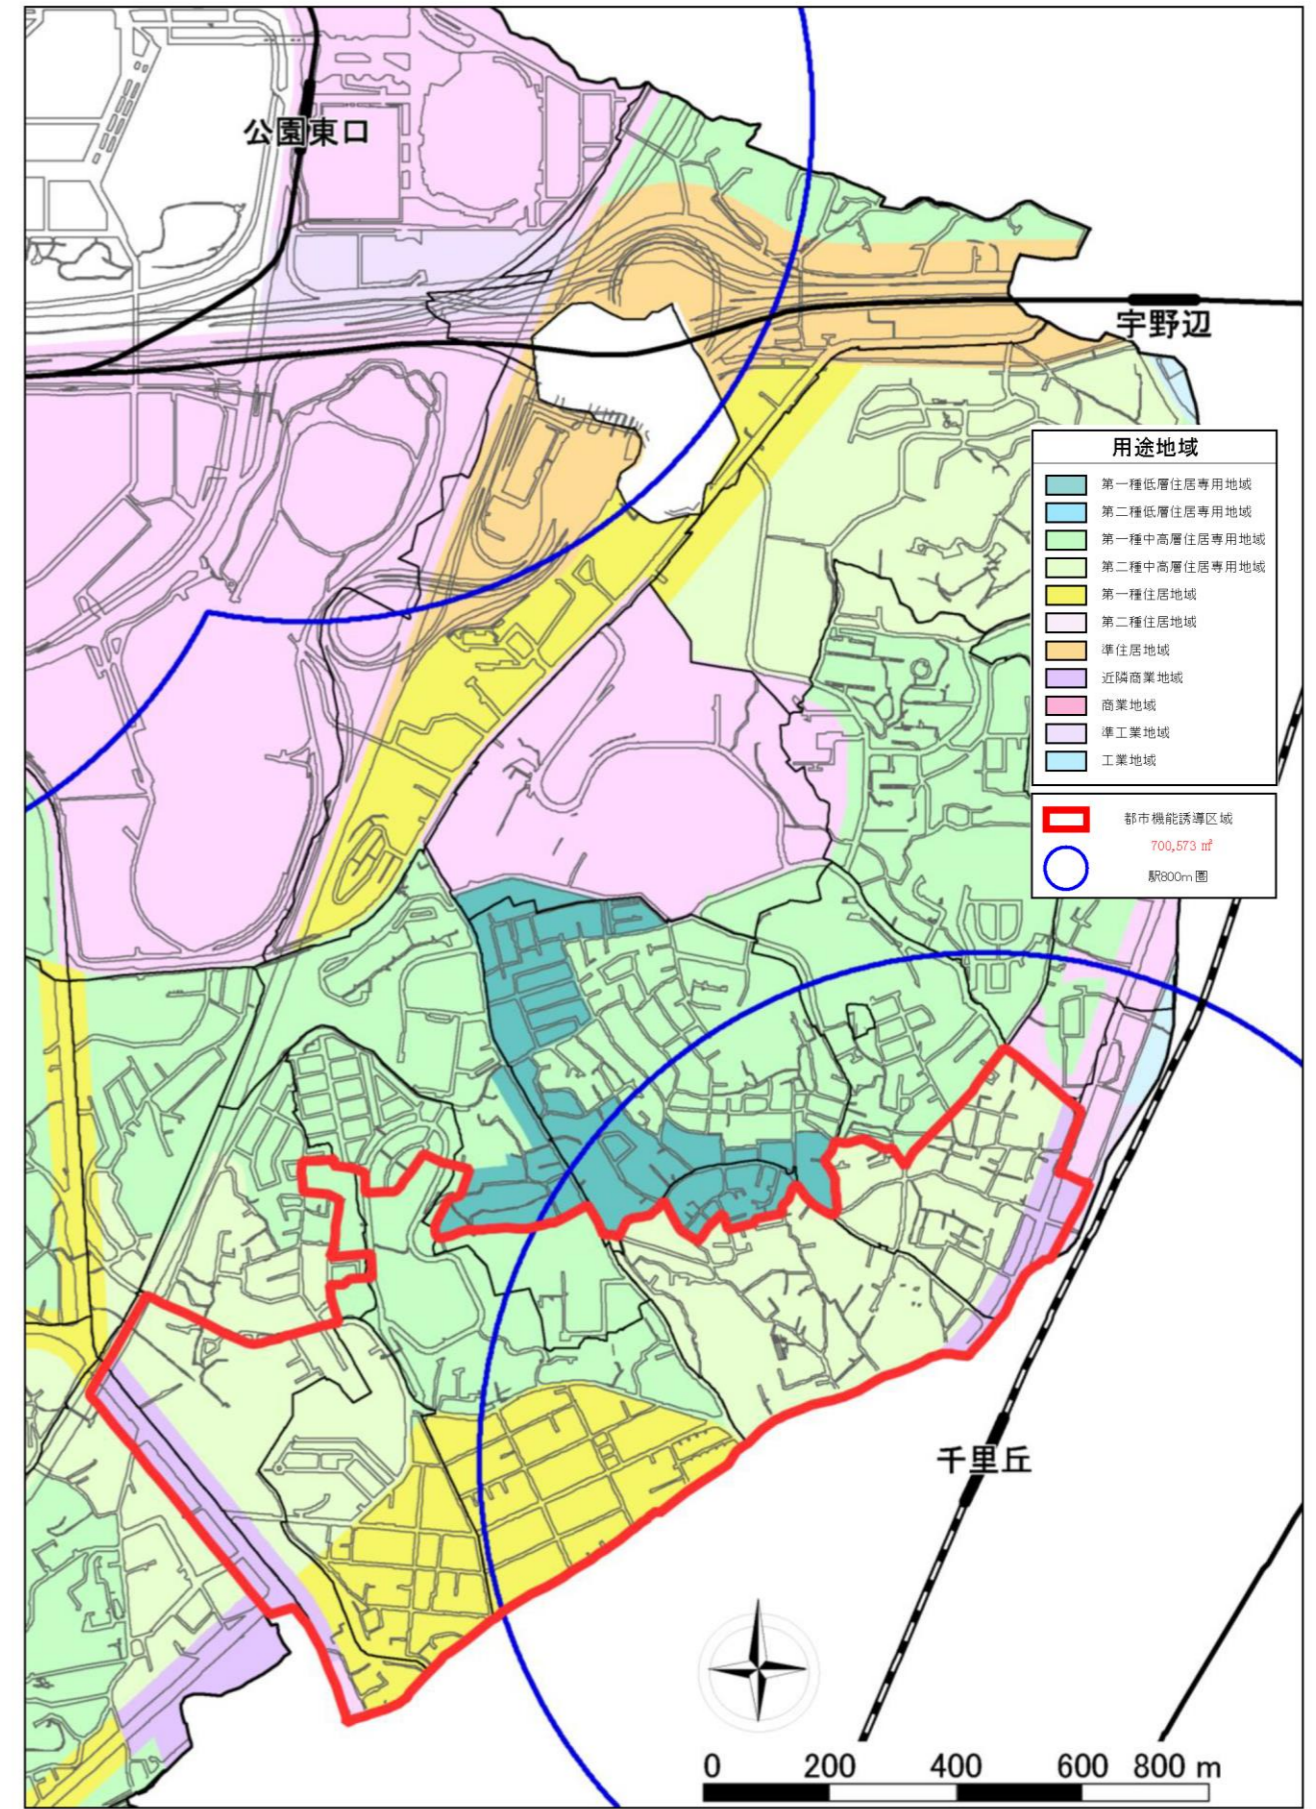 公園東口
宇野辺
用途地域
第一種低層住居専用地域
第二種低層住居専用地域
第一種中高層住居専用地域
第二種中高層住居専用地域
第一種住居地域
第二種住居地域
準住居地域
近隣商業地域
商業地域
準工業地域
工業地域
都市機能誘導区域
700,573 ㎡
駅800m圏
千里丘
0 200 400 600 800 m